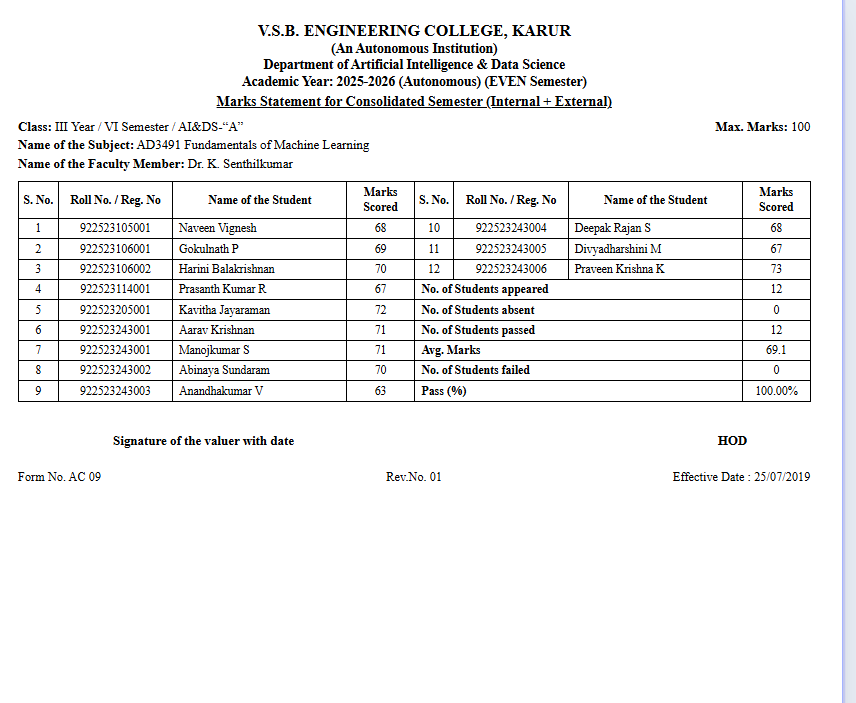 V.S.B. ENGINEERING COLLEGE, KARUR
(An Autonomous Institution)
Department of Artificial Intelligence & Data Science
Academic Year: 2025-2026 (Autonomous) (EVEN Semester)
Marks Statement for Consolidated Semester (Internal + External)
Class: III Year / VI Semester / AI&DS-“A” Max. Marks: 100
Name of the Subject: AD3491 Fundamentals of Machine Learning
Name of the Faculty Member: Dr. K. Senthilkumar
S. No. Roll No. / Reg. No Name of the Student Marks Scored S. No. Roll No. / Reg. No Name of the Student Marks Scored
1 922523105001 Naveen Vignesh 68 10 922523243004 Deepak Rajan S 68
2 922523106001 Gokulnath P 69 11 922523243005 Divyadharshini M 67
3 922523106002 Harini Balakrishnan 70 12 922523243006 Praveen Krishna K 73
4 922523114001 Prasanth Kumar R 67 No. of Students appeared 12
5 922523205001 Kavitha Jayaraman 72 No. of Students absent 0
6 922523243001 Aarav Krishnan 71 No. of Students passed 12
7 922523243001 Manojkumar S 71 Avg. Marks 69.1
8 922523243002 Abinaya Sundaram 70 No. of Students failed 0
9 922523243003 Anandhakumar V 63 Pass (%) 100.00%
Signature of the valuer with date HOD
Form No. AC 09 Rev.No. 01 Effective Date : 25/07/2019